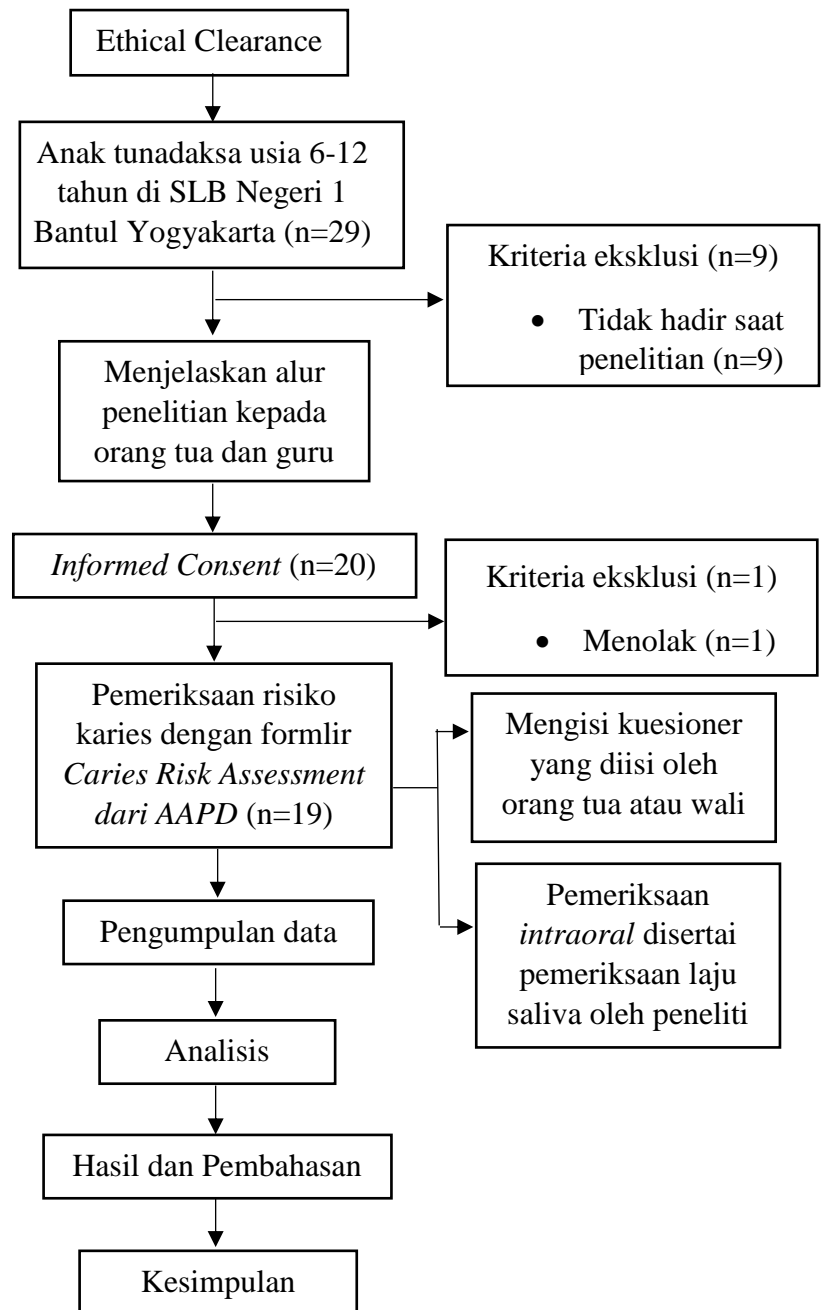 Ethical Clearance
Anak tunadaksa usia 6-12
tahun di SLB Negeri 1
Bantul Yogyakarta (n=29)
Kriteria eksklusi (n=9)
• Tidak hadir saat
penelitian (n=9)
Menjelaskan alur
penelitian kepada
orang tua dan guru
Informed Consent (n=20)
Kriteria eksklusi (n=1)
• Menolak (n=1)
Pemeriksaan risiko
karies dengan formlir
Caries Risk Assessment
dari AAPD (n=19)
Mengisi kuesioner
yang diisi oleh
orang tua atau wali
Pemeriksaan
intraoral disertai
pemeriksaan laju
saliva oleh peneliti
Pengumpulan data
Analisis
Hasil dan Pembahasan
Kesimpulan